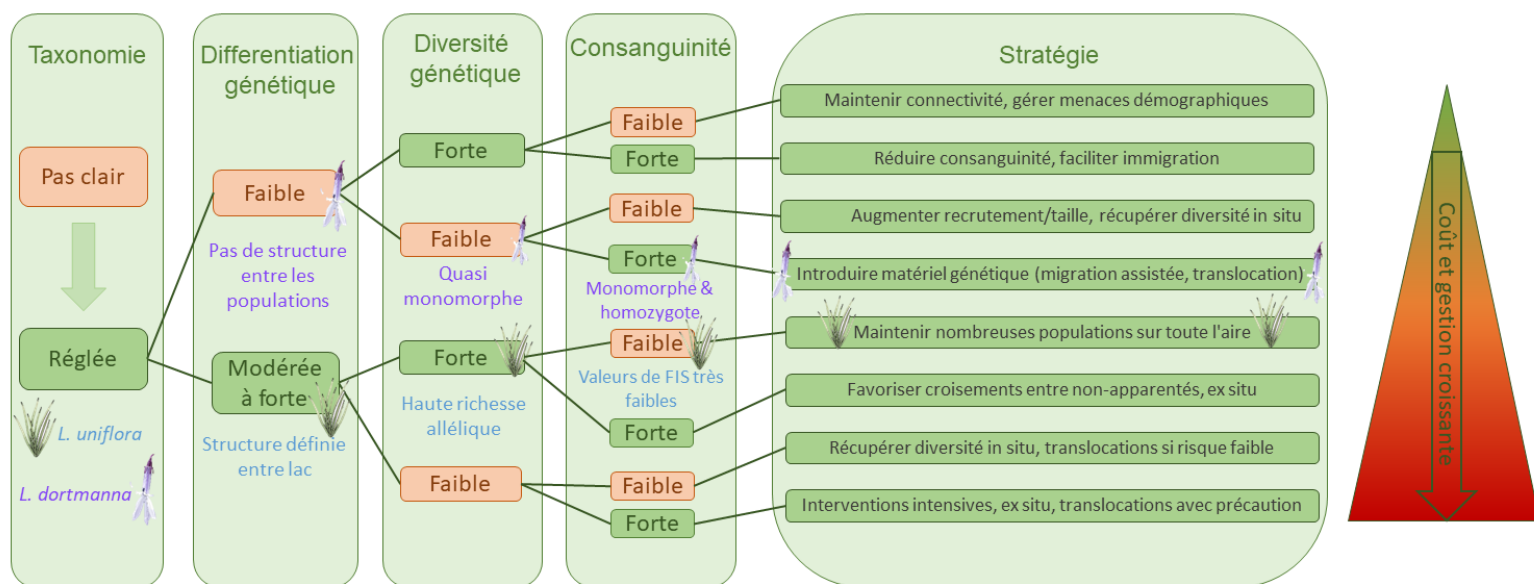 Taxonomie
Pas clair
Réglée
L. uniflora
L. dortmanna
Differentiation
génétique
Faible
Pas de structure
entre les
populations
Modérée
à forte
Structure définie
entre lac
Diversité
génétique
Forte
Faible
Quasi
monomorphe
Forte
Haute richesse
allélique
Faible
Consanguinité
Faible
Forte
Faible
Forte
Monomorphe &
homozygote
Faible
Valeurs de FIS très
faibles
Forte
Faible
Forte
Stratégie
Maintenir connectivité, gérer menaces démographiques
Réduire consanguinité, faciliter immigration
Augmenter recrutement/taille, récupérer diversité in situ
Introduire matériel génétique (migration assistée, translocation)
Maintenir nombreuses populations sur toute l'aire
Favoriser croisements entre non-apparentés, ex situ
Récupérer diversité in situ, translocations si risque faible
Interventions intensives, ex situ, translocations avec précaution
Coût et gestion croissante